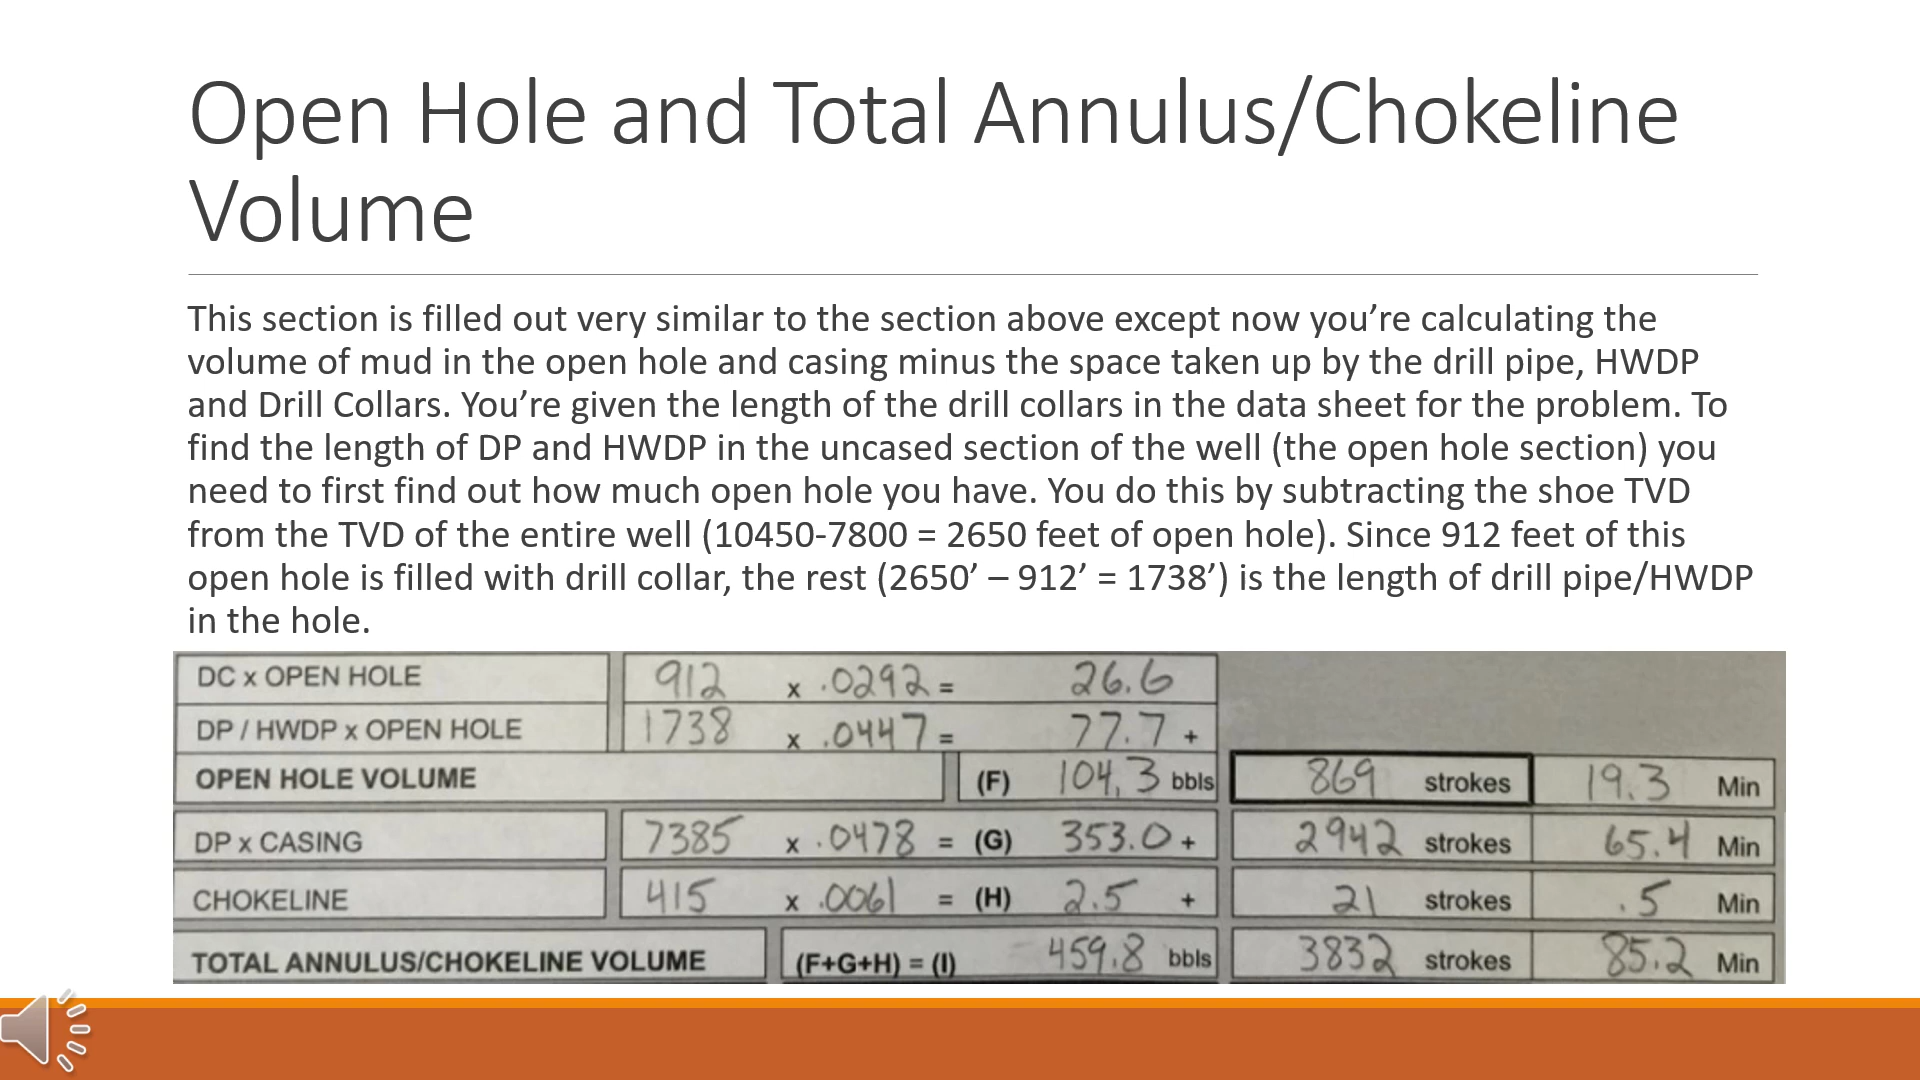 Open Hole and Total Annulus/Chokeline
Volume
This section is filled out very similar to the section above except now you’re calculating the
volume of mud in the open hole and casing minus the space taken up by the drill pipe, HWDP
and Drill Collars. You’re given the length of the drill collars in the data sheet for the problem. To
find the length of DP and HWDP in the uncased section of the well (the open hole section) you
need to first find out how much open hole you have. You do this by subtracting the shoe TVD
from the TVD of the entire well (10450-7800 = 2650 feet of open hole). Since 912 feet of this
open hole is filled with drill collar, the rest (2650’ – 912’ = 1738’) is the length of drill pipe/HWDP
in the hole.
DC x OPEN HOLE 912 x .0292 = 26.6
DP / HWDP x OPEN HOLE 1738 x .0447 = 77.7 +
OPEN HOLE VOLUME (F) 104.3 bbls 869 strokes 19.3 Min
DP x CASING 7385 x .0478 = (G) 353.0 + 2942 strokes 65.4 Min
CHOKELINE 415 x .0061 = (H) 2.5 + 21 strokes .5 Min
TOTAL ANNULUS/CHOKELINE VOLUME (F+G+H) = (I) 459.8 bbls 3832 strokes 85.2 Min